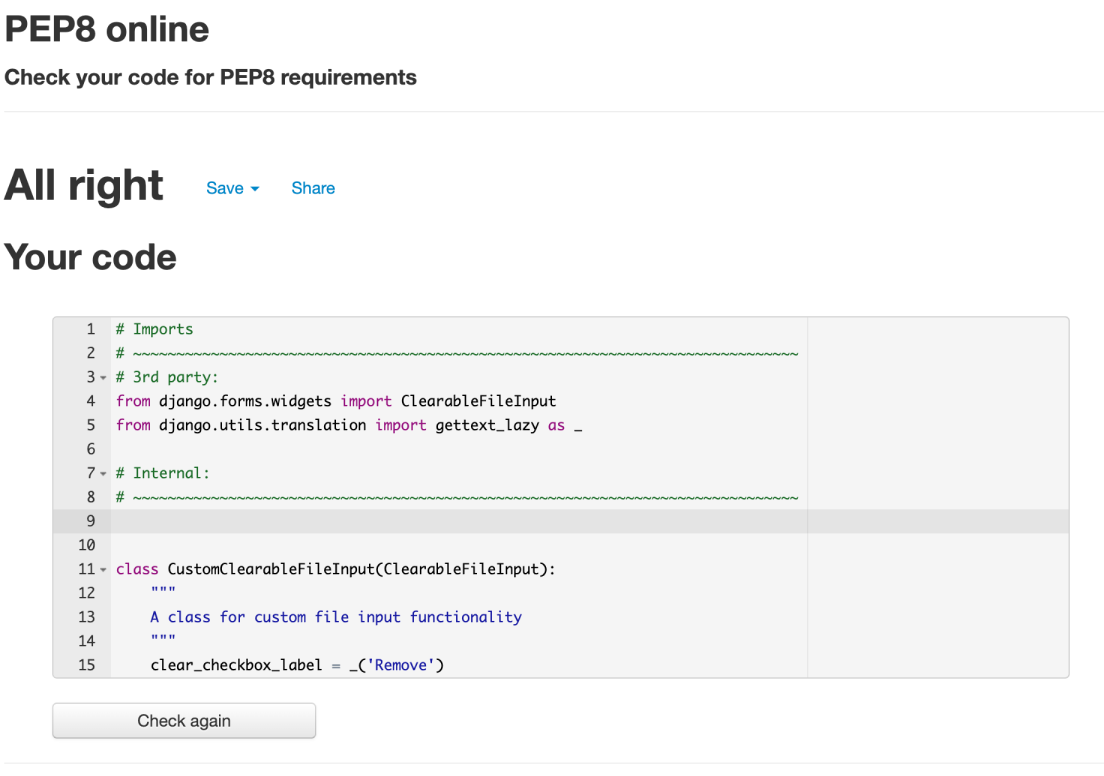 PEP8 online
Check your code for PEP8 requirements
All right Save Share
Your code
1 # Imports
2 # ~~~~~~~~~~~~~~~~~~~~~~~~~~~~~~~~~~~~~~~~~~~~~~~~~~~~~~~~~~~~~~~~~~~~~~~~~~~~~
3 # 3rd party:
4 from django.forms.widgets import ClearableFileInput
5 from django.utils.translation import gettext_lazy as _
6
7 # Internal:
8 # ~~~~~~~~~~~~~~~~~~~~~~~~~~~~~~~~~~~~~~~~~~~~~~~~~~~~~~~~~~~~~~~~~~~~~~~~~~~~~
9
10
11 class CustomClearableFileInput(ClearableFileInput):
12     """
13     A class for custom file input functionality
14     """
15     clear_checkbox_label = _('Remove')
Check again